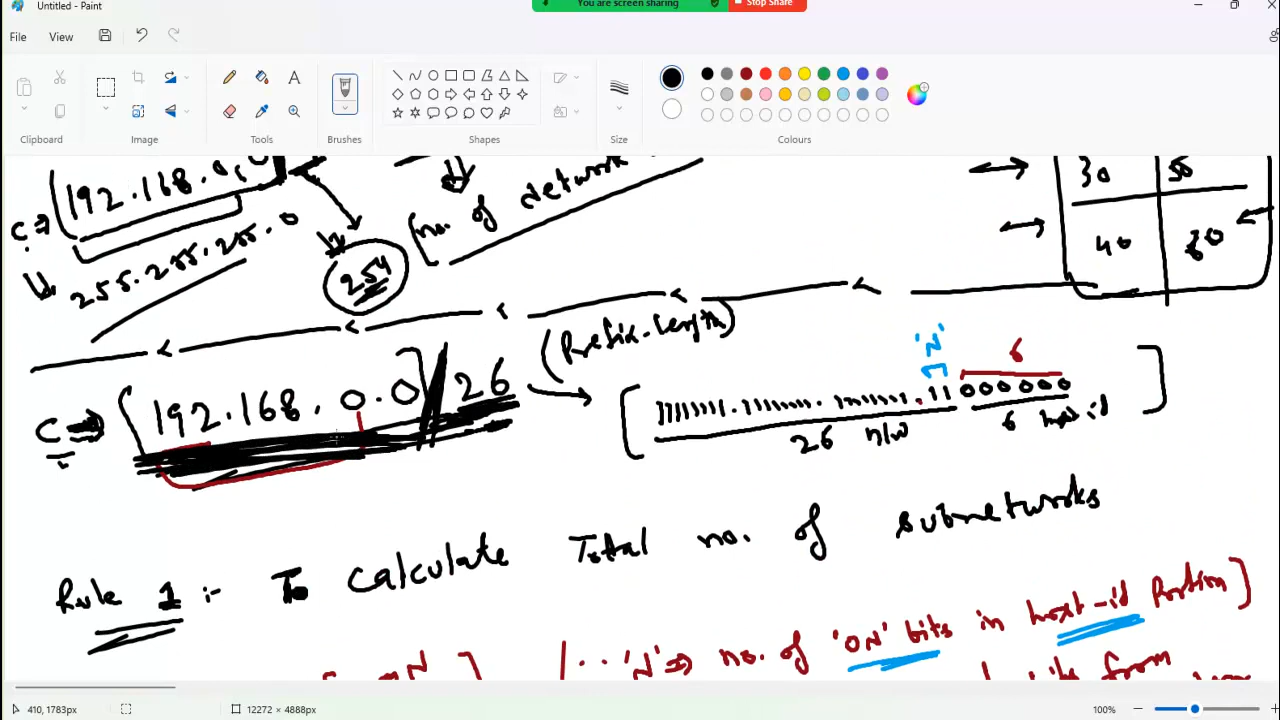 Untitled - Paint
You are screen sharing
Stop Share
File View
Clipboard
Image
Tools
Brushes
Shapes
Size
Colours
192.168.0.0
C ⇒
255.255.255.0
254
(no. of Network
30 50
40 60
(Prefix-length)
'N' 6
C ⇒ [192.168.0.0]/26 → [11111111.11111111.11111111.11000000]
26 n/w 6 host id
Rule 1 :- To Calculate Total no. of subnetworks
'N' ⇒ no. of 'ON' bits in host-id Portion]
bits from
410, 1783px
12272 × 4888px
100%